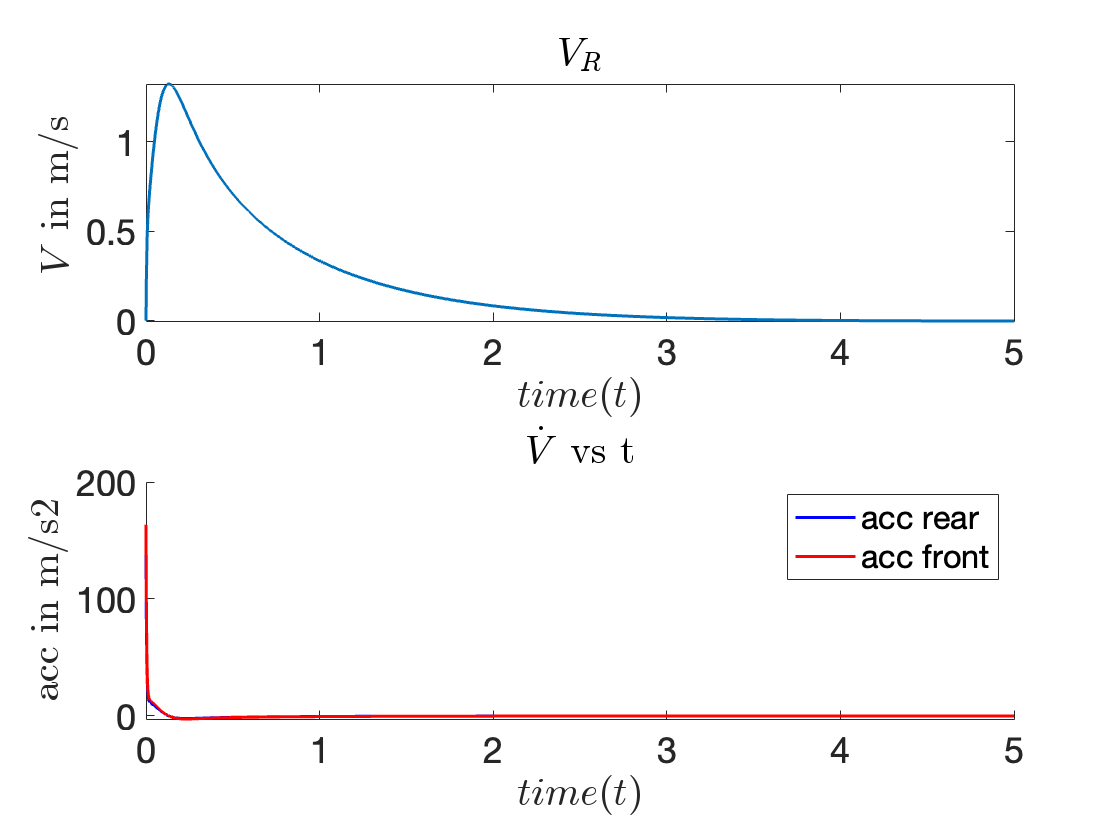 V_R
V in m/s
1
0.5
0
0 1 2 3 4 5
time(t)
V̇ vs t
acc in m/s2
200
100
0
acc rear
acc front
0 1 2 3 4 5
time(t)